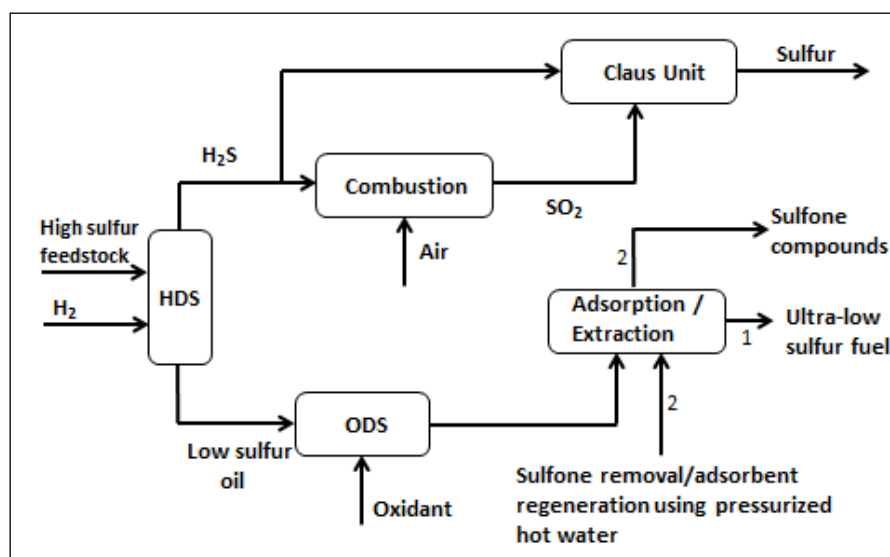 Sulfur
Claus Unit
H₂S
Combustion
SO₂
Sulfone
compounds
High sulfur
feedstock
Air
2
HDS
H₂
Adsorption /
Extraction
Ultra-low
sulfur fuel
1
2
ODS
Low sulfur
oil
Oxidant
Sulfone removal/adsorbent
regeneration using pressurized
hot water